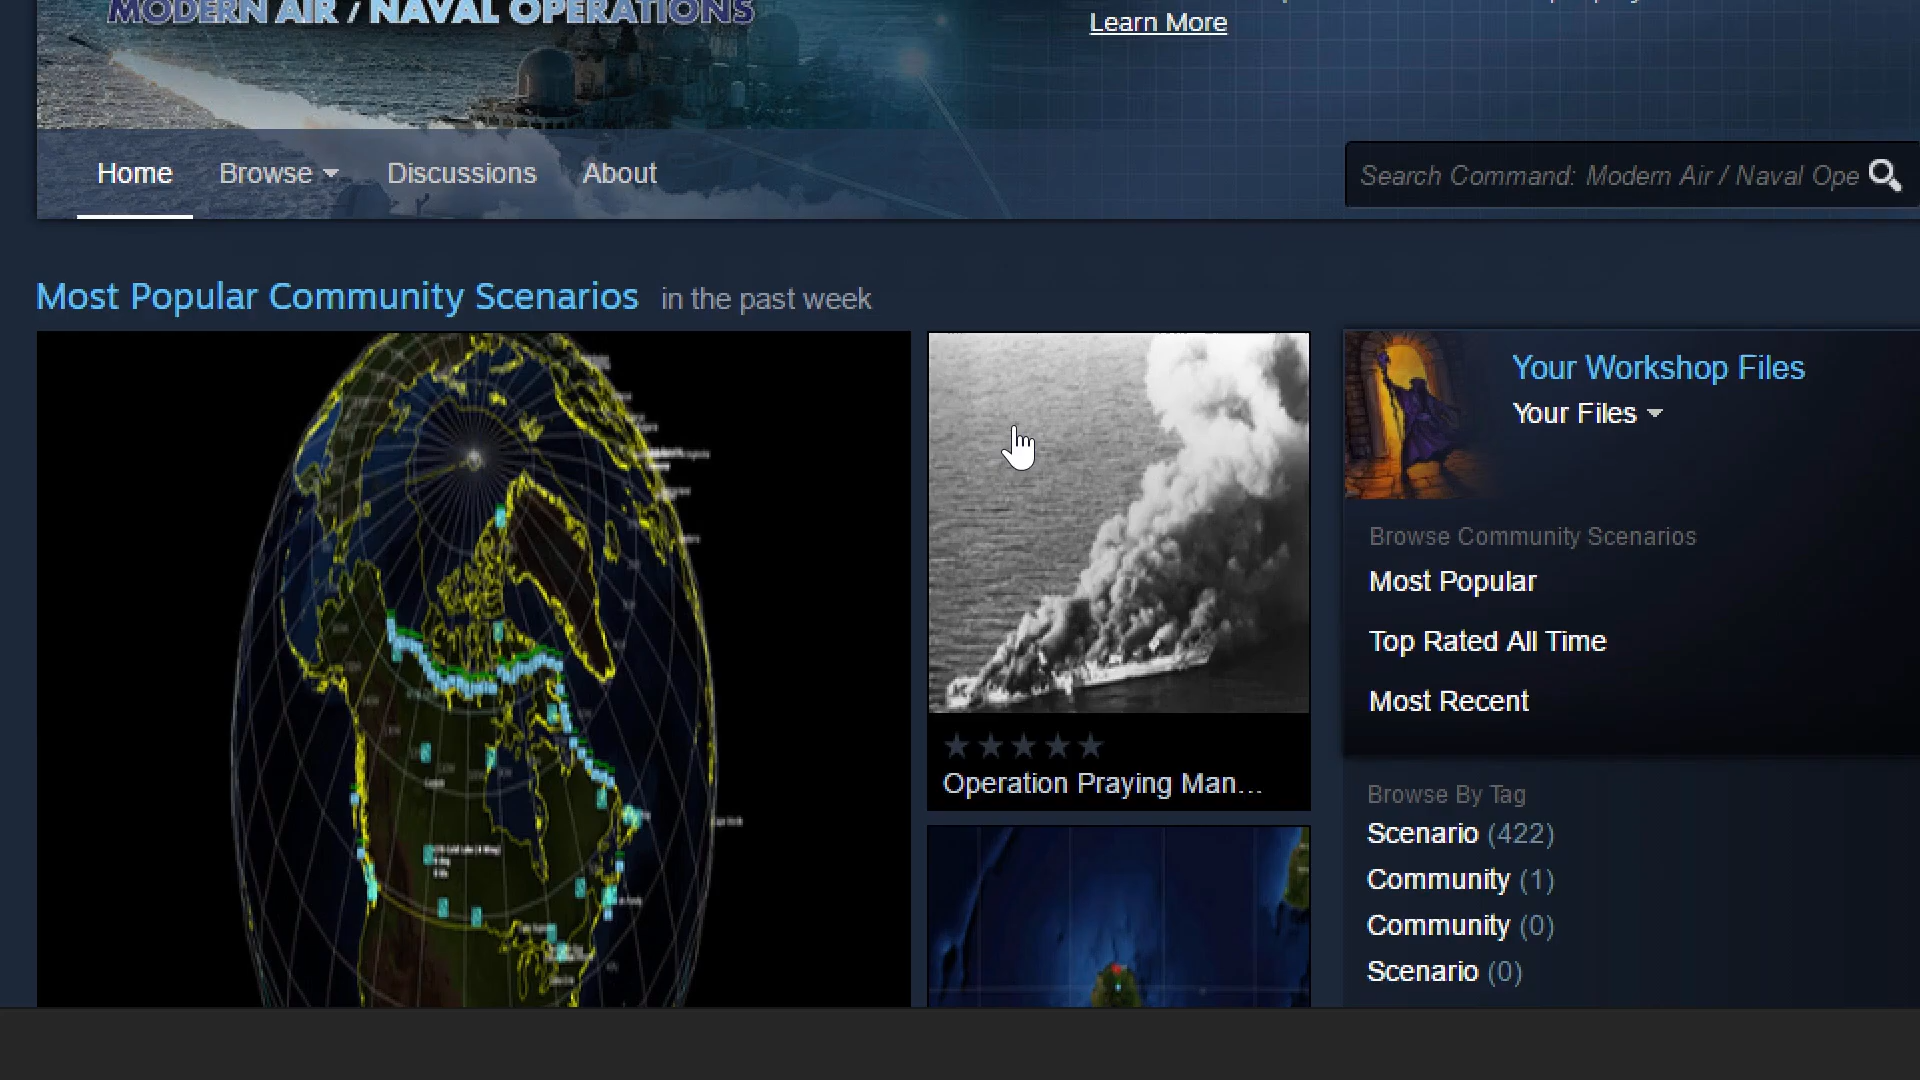 MODERN AIR / NAVAL OPERATIONS
Learn More
Home
Browse
Discussions
About
Search Command: Modern Air / Naval Ope
Most Popular Community Scenarios in the past week
Your Workshop Files
Your Files
Browse Community Scenarios
Most Popular
Top Rated All Time
Most Recent
Operation Praying Man...
Browse By Tag
Scenario (422)
Community (1)
Community (0)
Scenario (0)